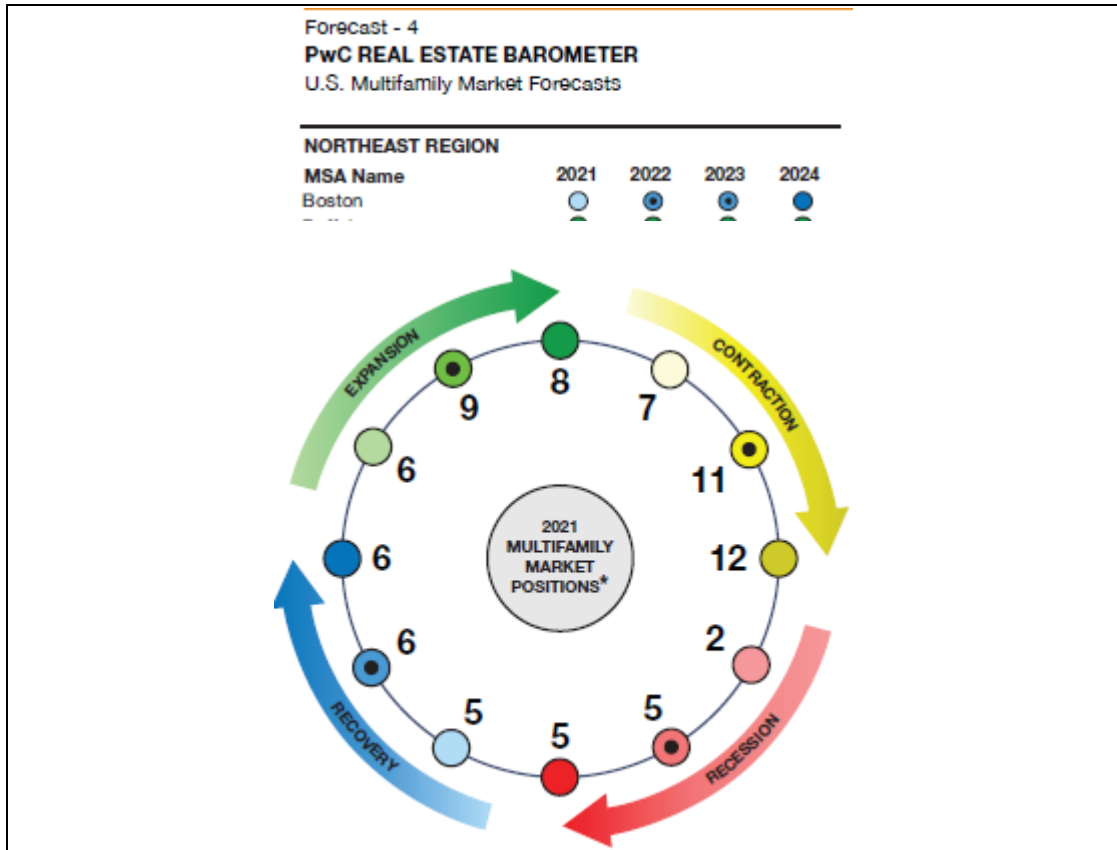 Forecast - 4
PwC REAL ESTATE BAROMETER
U.S. Multifamily Market Forecasts
NORTHEAST REGION
MSA Name 2021 2022 2023 2024
Boston
EXPANSION
CONTRACTION
8
9
7
6
11
2021
MULTIFAMILY
MARKET
POSITIONS*
6
12
6
2
5
5
5
RECOVERY
RECESSION